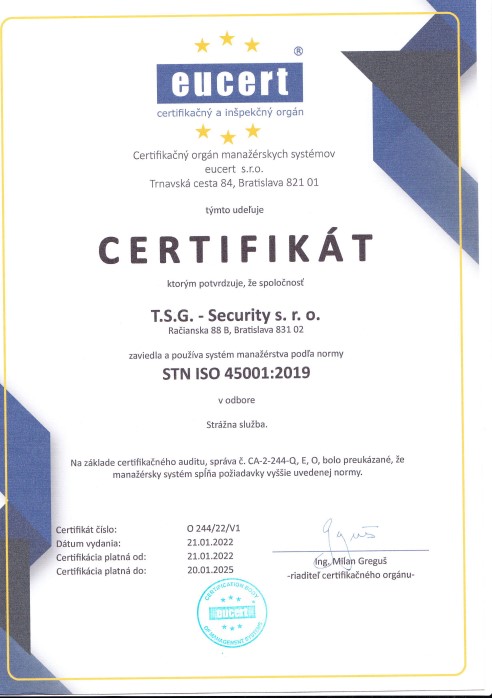 ®
eucert
certifikačný a inšpekčný orgán
Certifikačný orgán manažérskych systémov
eucert s.r.o.
Trnavská cesta 84, Bratislava 821 01
týmto udeľuje
CERTIFIKÁT
ktorým potvrdzuje, že spoločnosť
T.S.G. - Security s. r. o.
Račianska 88 B, Bratislava 831 02
zaviedla a používa systém manažérstva podľa normy
STN ISO 45001:2019
v odbore
Strážna služba.
Na základe certifikačného auditu, správa č. CA-2-244-Q, E, O, bolo preukázané, že
manažérsky systém spĺňa požiadavky vyššie uvedenej normy.
Certifikát číslo: O 244/22/V1
Dátum vydania: 21.01.2022
Certifikácia platná od: 21.01.2022
Certifikácia platná do: 20.01.2025
Ing. Milan Greguš
-riaditeľ certifikačného orgánu-
CERTIFICATION BODY
eucert
OF MANAGEMENT SYSTEMS